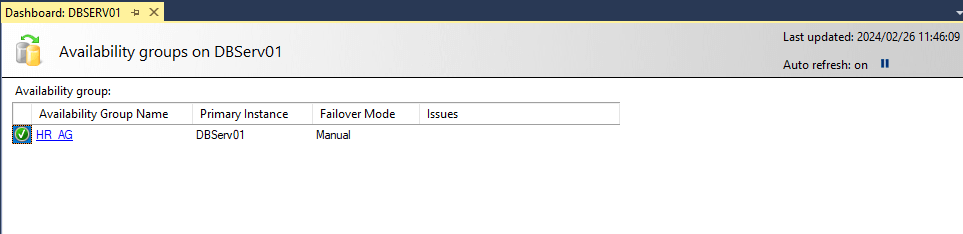 Dashboard: DBSERV01
Availability groups on DBServ01
Last updated: 2024/02/26 11:46:09
Auto refresh: on
Availability group:
Availability Group Name Primary Instance Failover Mode Issues
HR_AG DBServ01 Manual